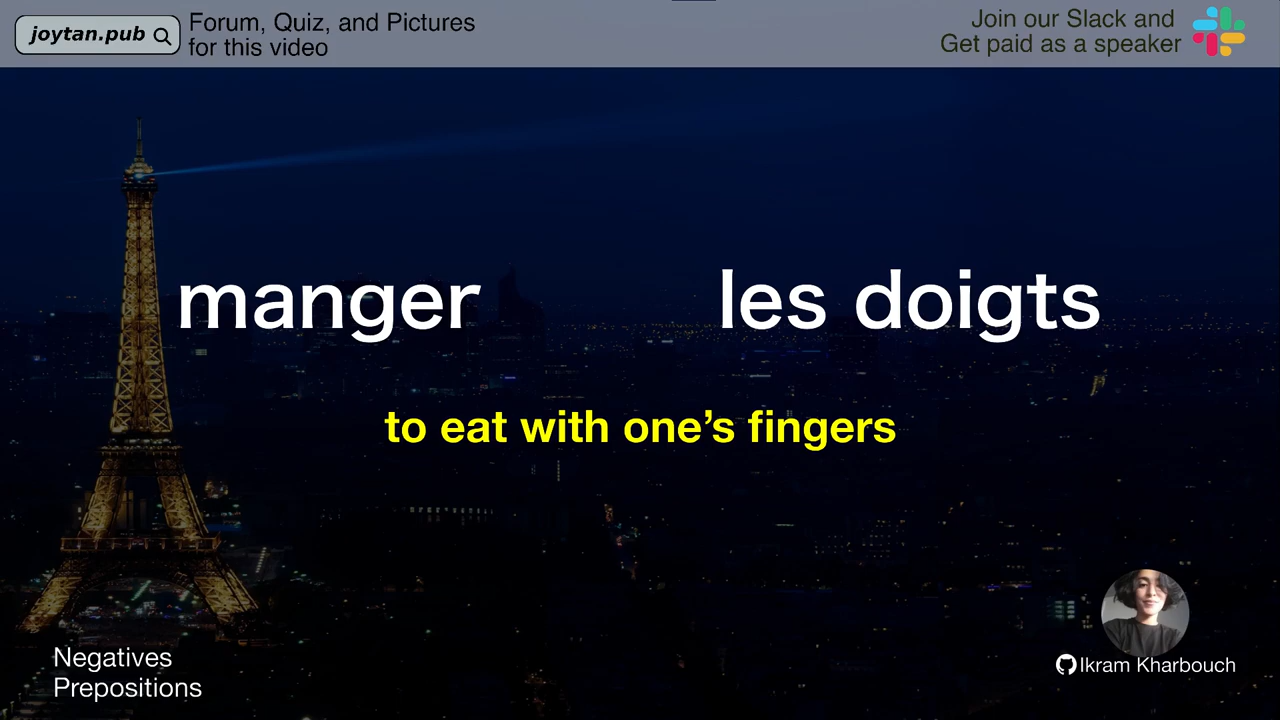 joytan.pub
Forum, Quiz, and Pictures
for this video
Join our Slack and
Get paid as a speaker
manger les doigts
to eat with one’s fingers
Negatives
Prepositions
Ikram Kharbouch